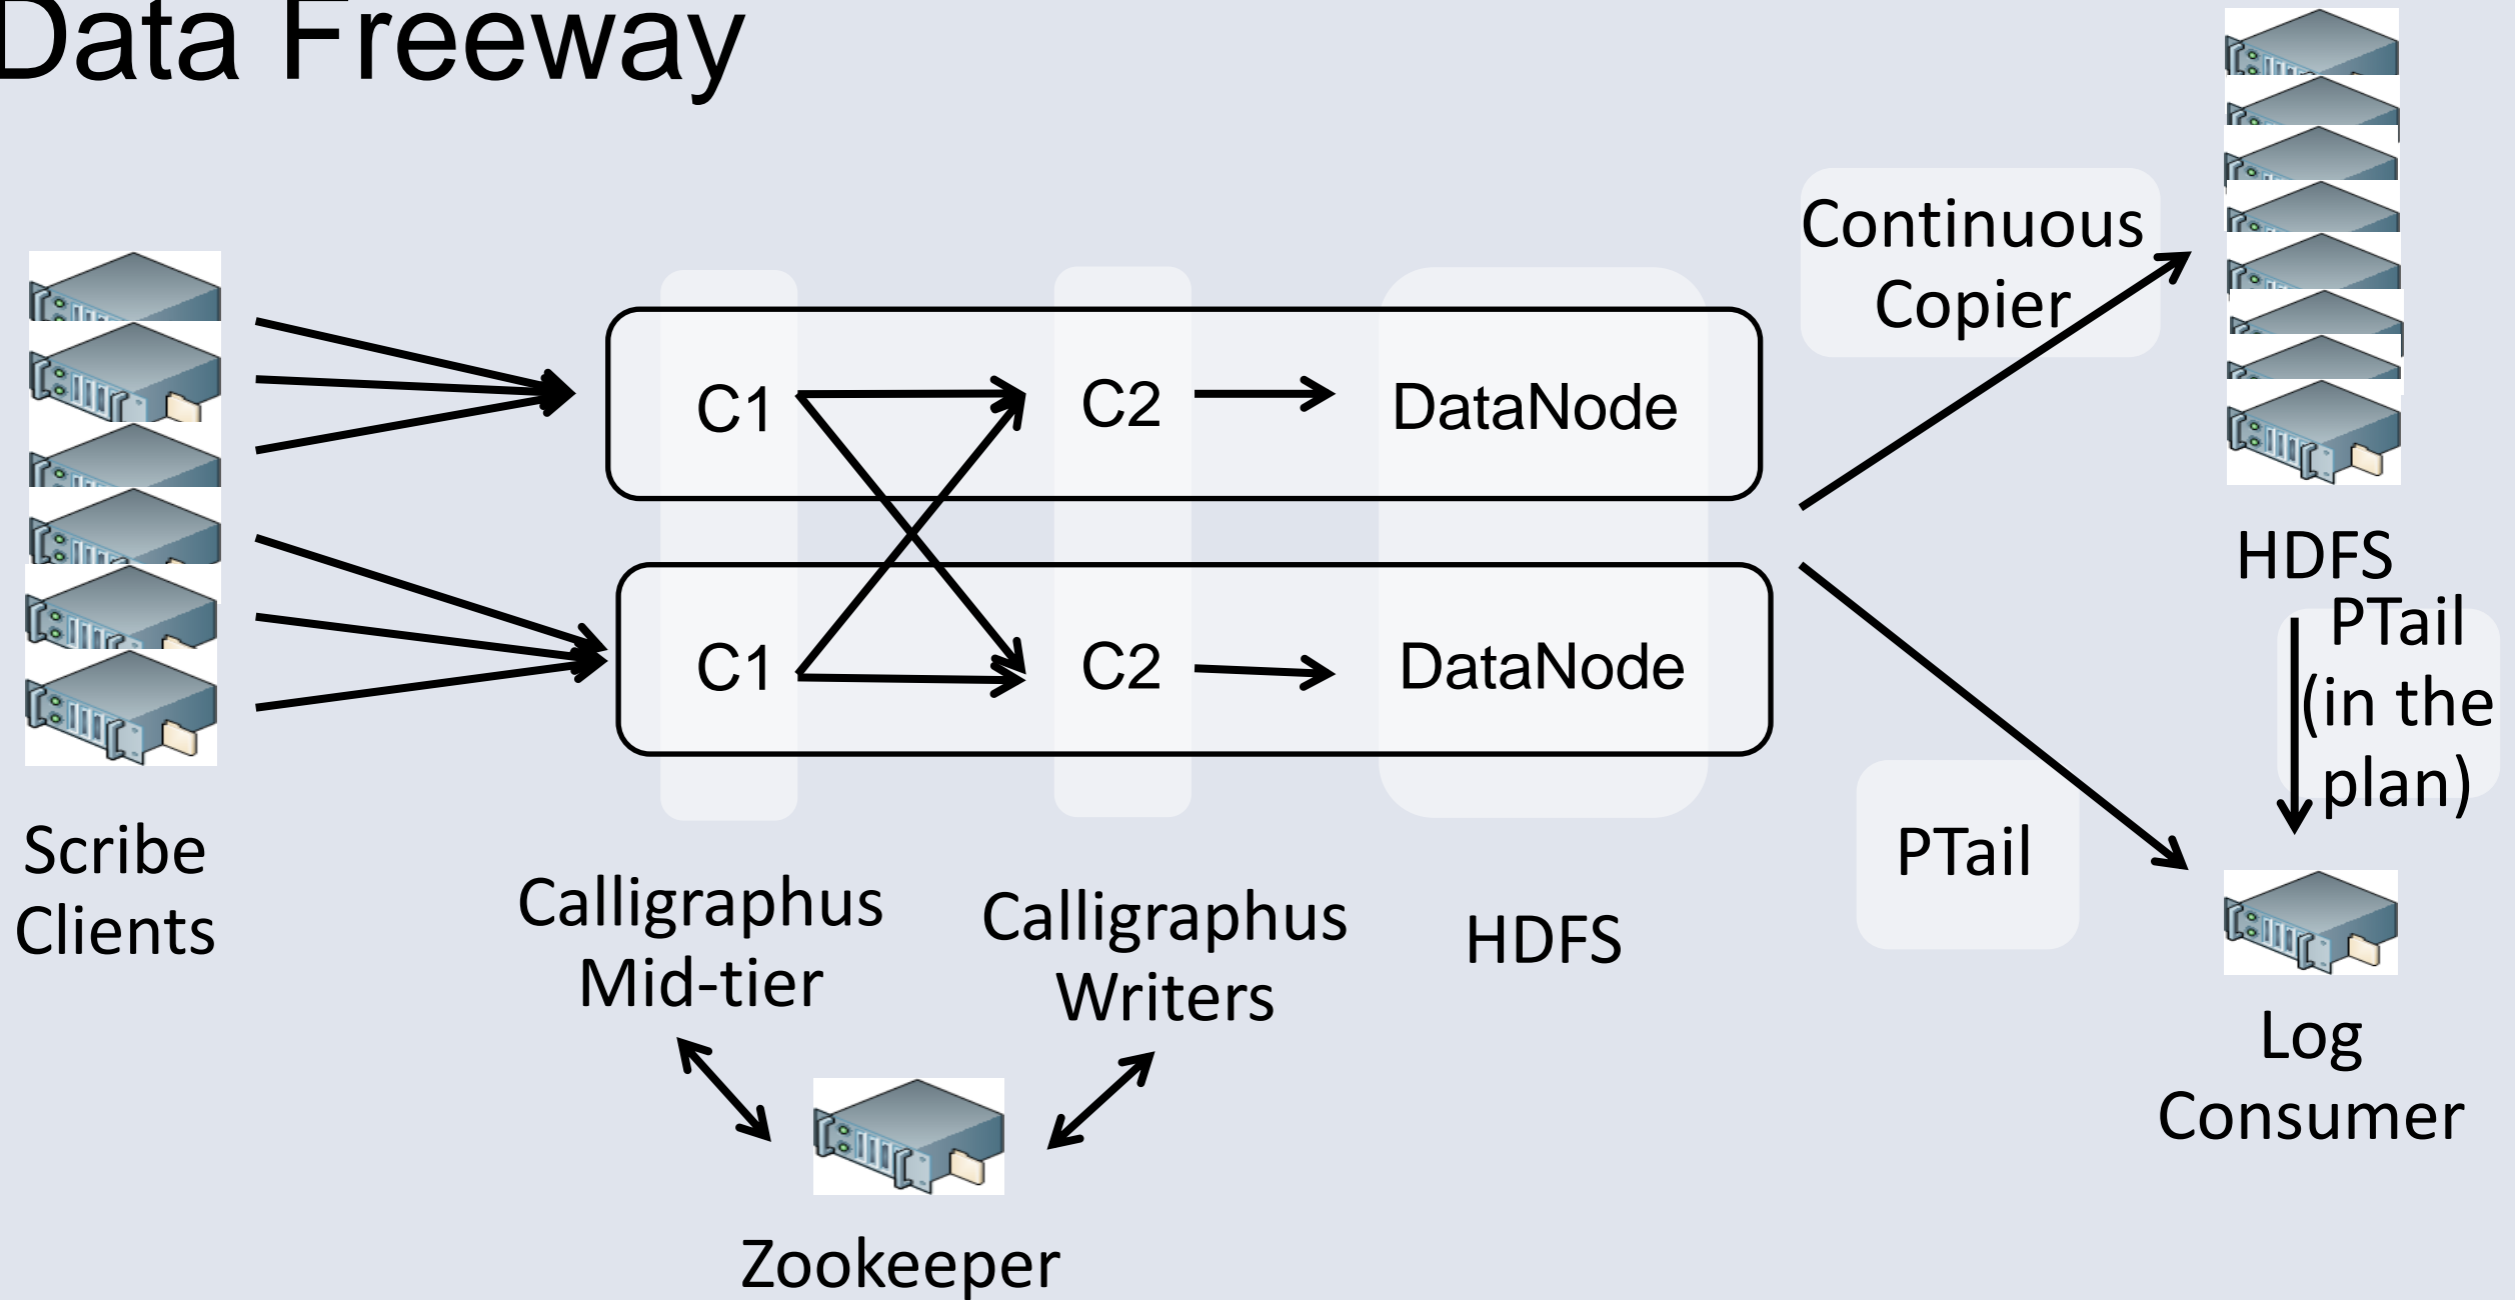 Data Freeway
Continuous
Copier
C1
C2
DataNode
C1
C2
DataNode
HDFS
PTail
(in the
plan)
Scribe
Clients
Calligraphus
Mid-tier
Calligraphus
Writers
HDFS
PTail
Log
Consumer
Zookeeper